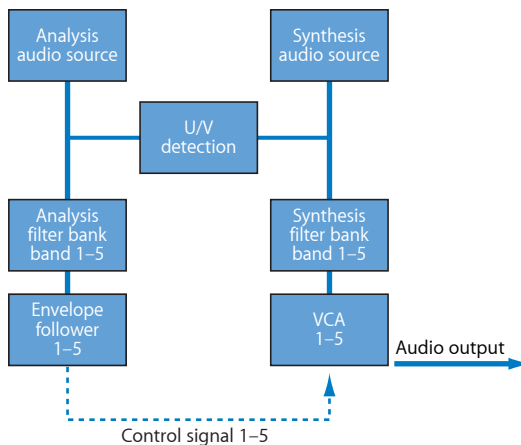 Analysis
audio source
Synthesis
audio source
U/V
detection
Analysis
filter bank
band 1–5
Synthesis
filter bank
band 1–5
Envelope
follower
1–5
VCA
1–5
Audio output
Control signal 1–5